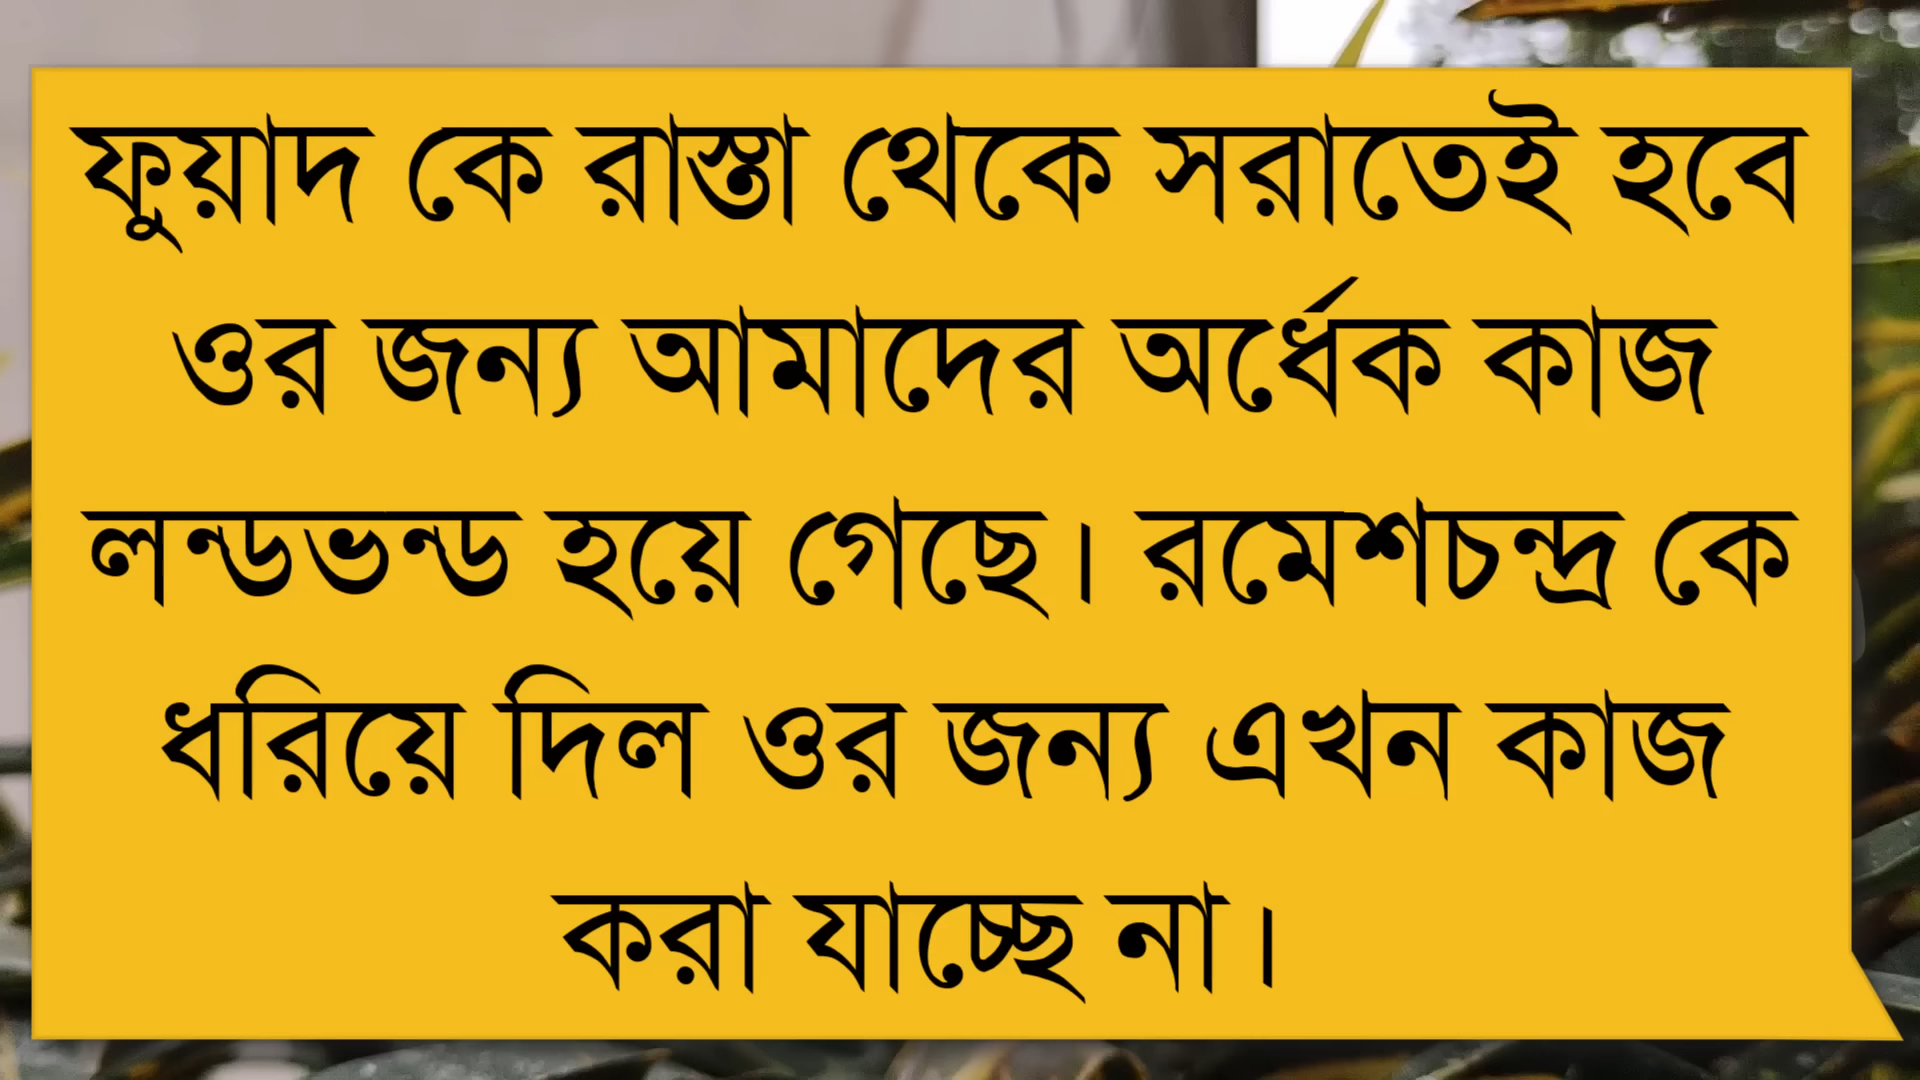 ফুয়াদ কে রাস্তা থেকে সরাতেই হবে
ওর জন্য আমাদের অর্ধেক কাজ
লন্ডভন্ড হয়ে গেছে। রমেশচন্দ্র কে
ধরিয়ে দিল ওর জন্য এখন কাজ
করা যাচ্ছে না।